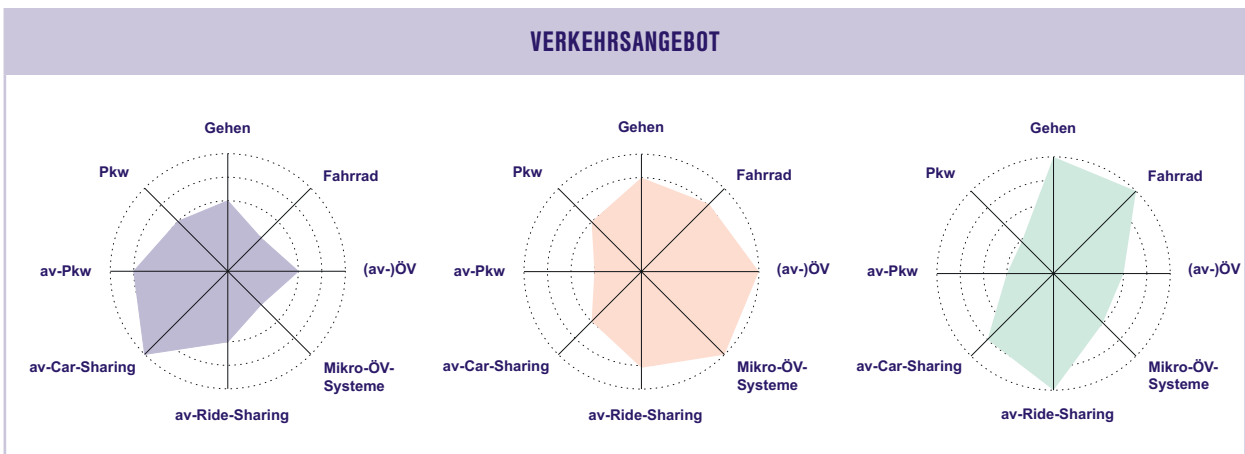 VERKEHRSANGEBOT
Gehen
Pkw
Fahrrad
av-Pkw
(av-)ÖV
av-Car-Sharing
Mikro-ÖV-
Systeme
av-Ride-Sharing
Gehen
Pkw
Fahrrad
av-Pkw
(av-)ÖV
av-Car-Sharing
Mikro-ÖV-
Systeme
av-Ride-Sharing
Gehen
Pkw
Fahrrad
av-Pkw
(av-)ÖV
av-Car-Sharing
Mikro-ÖV-
Systeme
av-Ride-Sharing